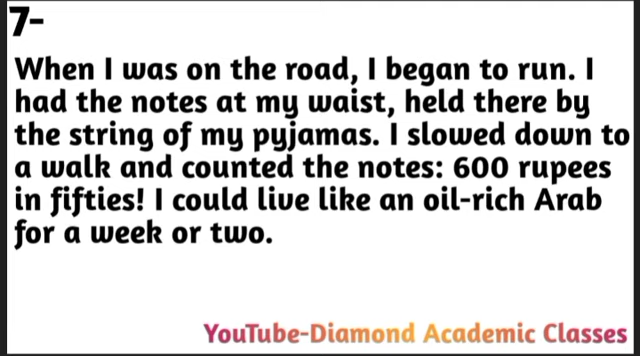 7-
When I was on the road, I began to run. I
had the notes at my waist, held there by
the string of my pyjamas. I slowed down to
a walk and counted the notes: 600 rupees
in fifties! I could live like an oil-rich Arab
for a week or two.
YouTube-Diamond Academic Classes